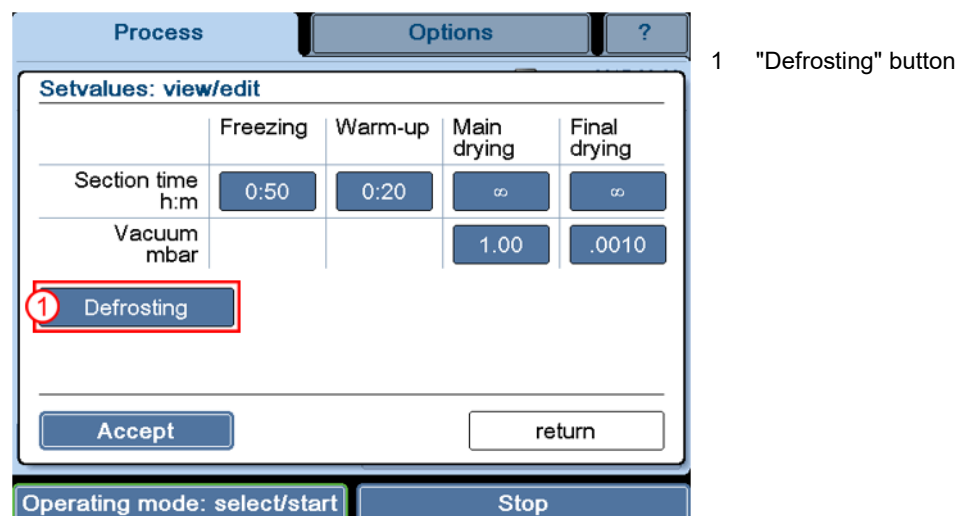 Process Options ?
1 "Defrosting" button
Setvalues: view/edit
Freezing Warm-up Main drying Final drying
Section time h:m 0:50 0:20 ∞ ∞
Vacuum mbar 1.00 .0010
1 Defrosting
Accept return
Operating mode: select/start Stop